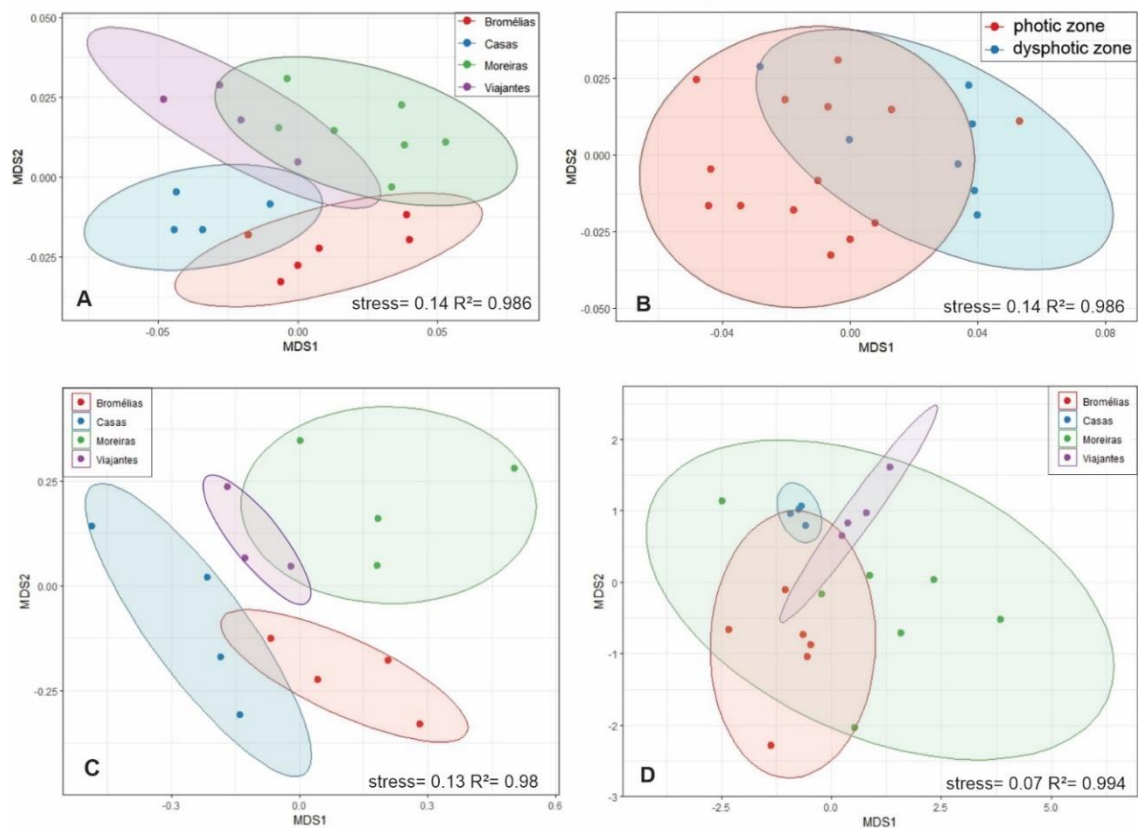 0.050
0.025
0.000
-0.025
MDS2
Bromélias
Casas
Moreiras
Viajantes
A
stress= 0.14 R²= 0.986
-0.05
0.00
0.05
MDS1
0.025
0.000
-0.025
-0.050
MDS2
photic zone
dysphotic zone
B
stress= 0.14 R²= 0.986
-0.04
0.00
0.04
0.08
MDS1
0.25
0.00
-0.25
MDS2
Bromélias
Casas
Moreiras
Viajantes
C
stress= 0.13 R²= 0.98
-0.3
0.0
0.3
0.6
MDS1
2
1
0
-1
-2
-3
MDS2
Bromélias
Casas
Moreiras
Viajantes
D
stress= 0.07 R²= 0.994
-2.5
0.0
2.5
5.0
MDS1